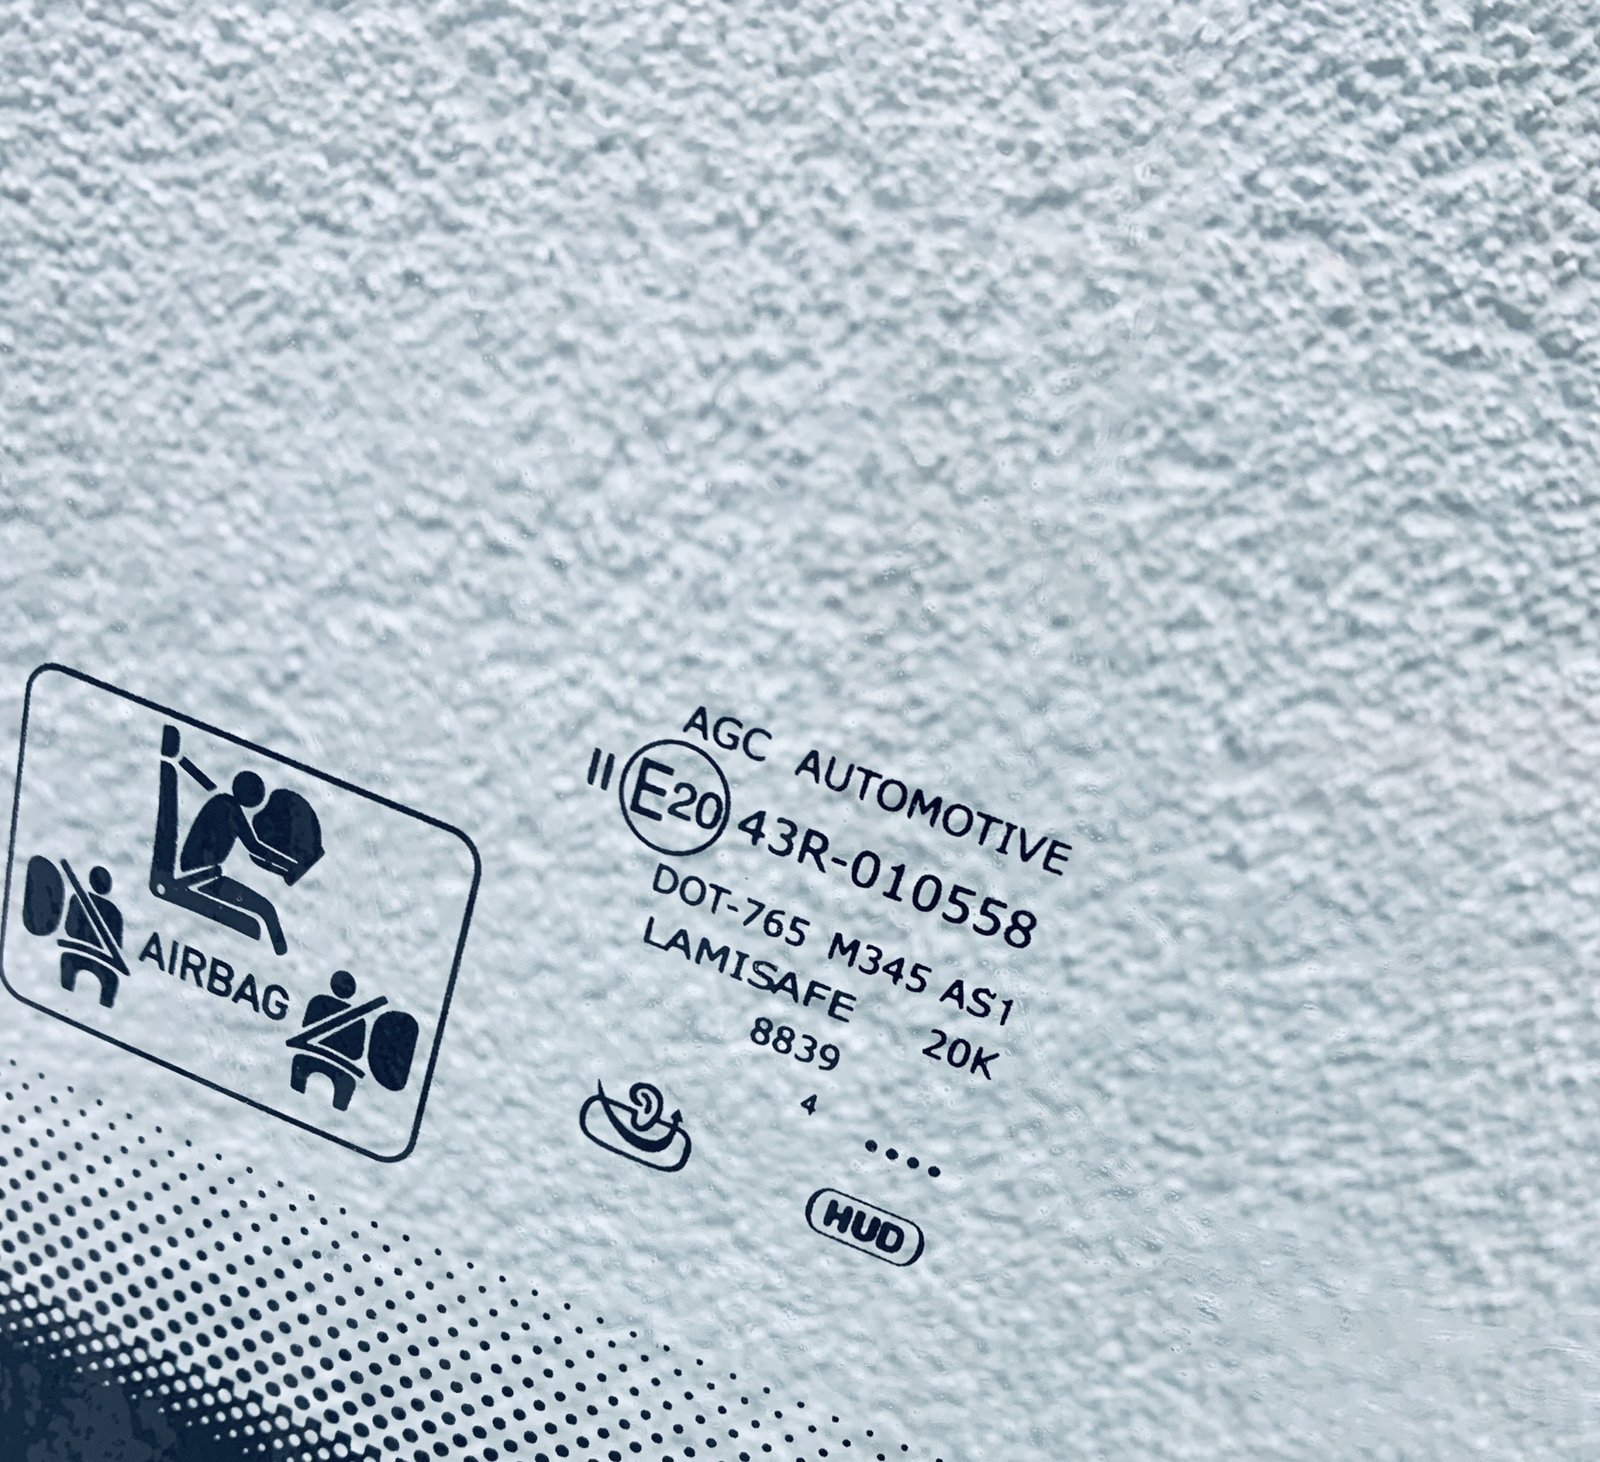 AGC AUTOMOTIVE
II E20 43R-010558
DOT-765 M345 AS1
LAMISAFE 20K
8839
4
....
HUD
AIRBAG